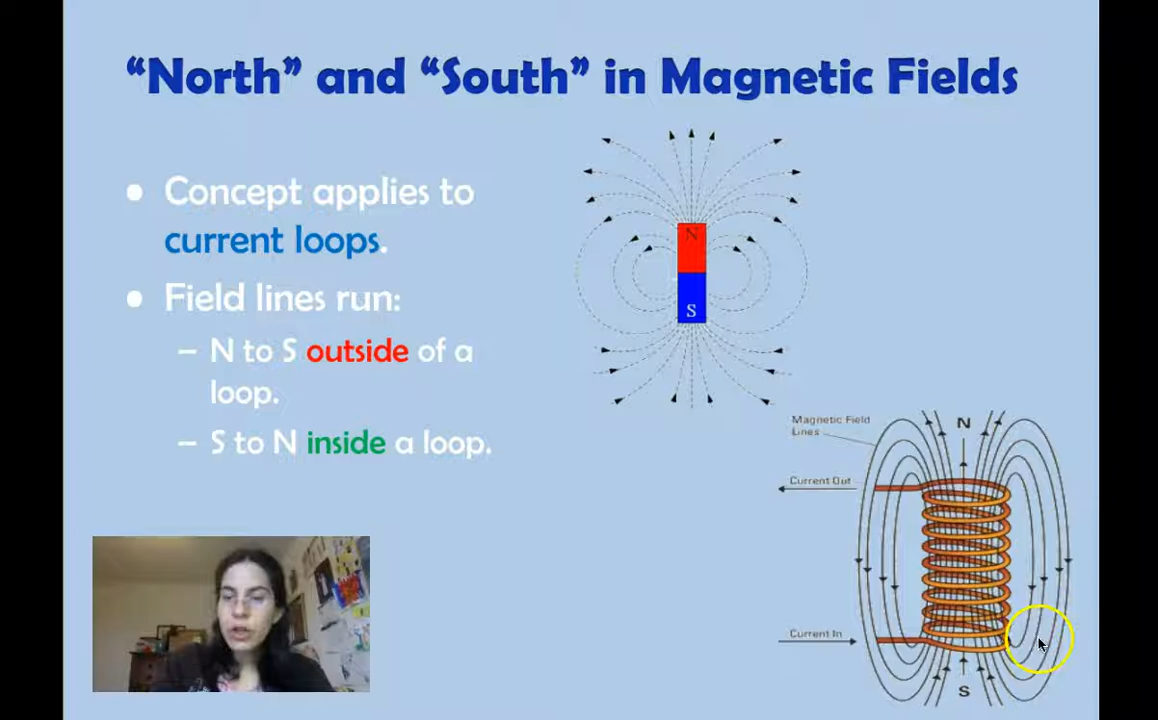 “North” and “South” in Magnetic Fields
• Concept applies to
current loops.
• Field lines run:
– N to S outside of a
loop.
– S to N inside a loop.
N
S
Magnetic Field
Lines
N
Current Out
Current In
S